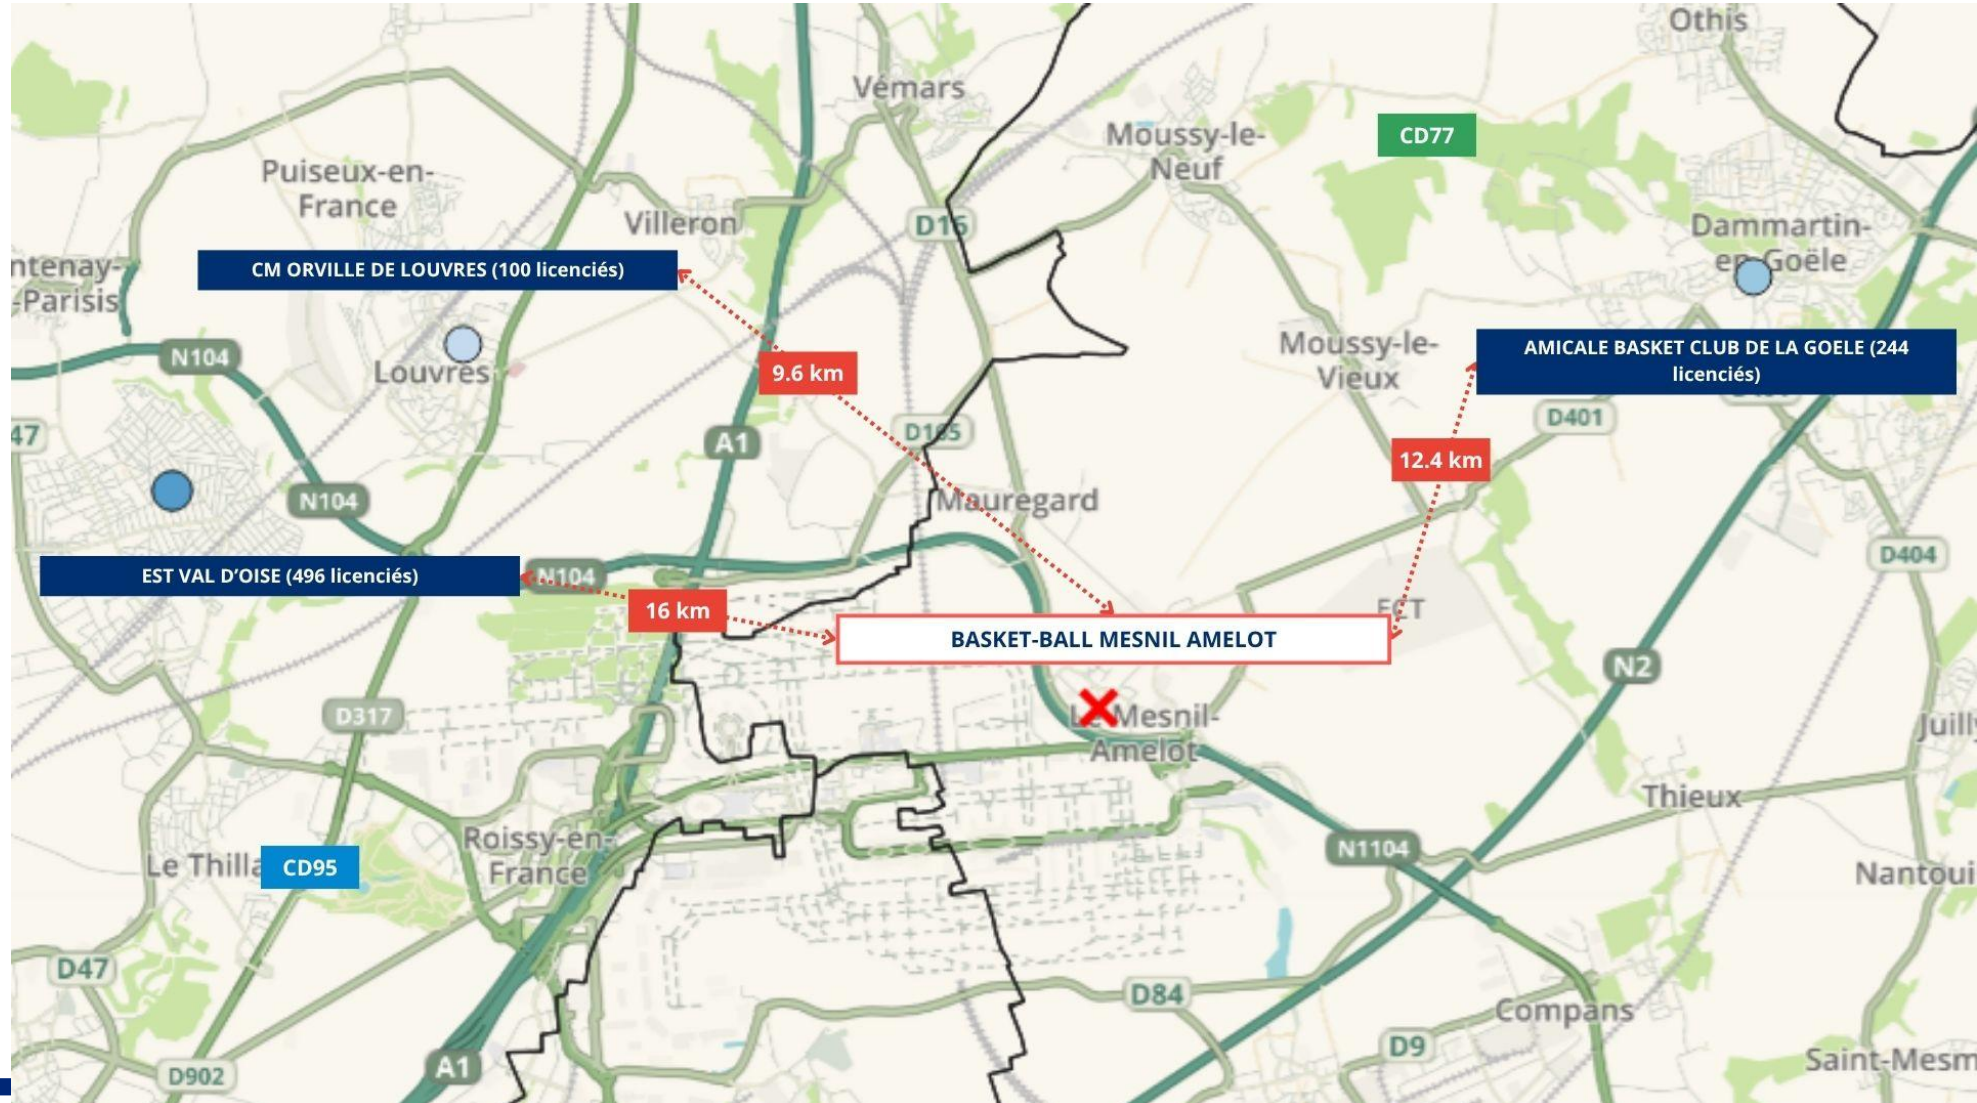 Othis
Vémars
Moussy-le-
Neuf
CD77
Puiseux-en-
France
Villeron
D16
Dammartin-
en-Goële
ntenay-
-Parisis
CM ORVILLE DE LOUVRES (100 licenciés)
N104
Louvres
9.6 km
Moussy-le-
Vieux
AMICALE BASKET CLUB DE LA GOELE (244
licenciés)
D401
47
A1
D165
12.4 km
N104
Mauregard
D404
EST VAL D'OISE (496 licenciés)
N104
16 km
ECT
BASKET-BALL MESNIL AMELOT
N2
D317
Le Mesnil-
Amelot
Juilly
Thieux
Roissy-en-
France
N1104
Le Thilla
CD95
Nantoui
D47
D84
Compans
D9
A1
D902
Saint-Mesm